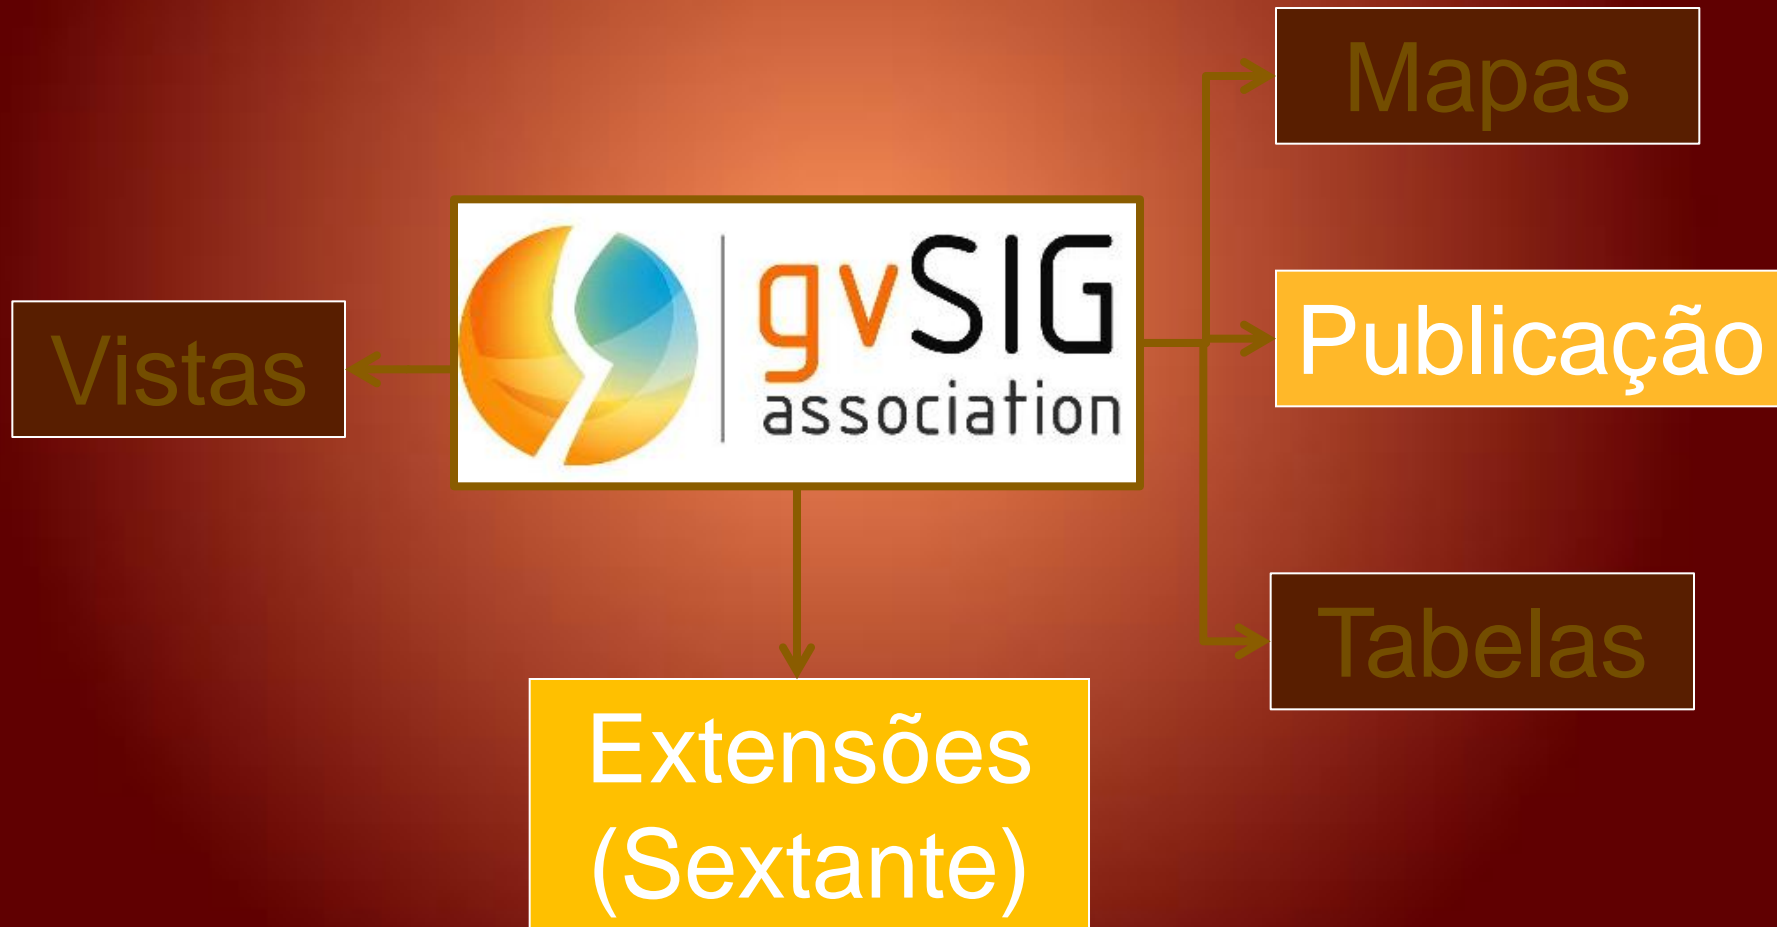 Mapas
gvSIG
association
Publicação
Vistas
Tabelas
Extensões
(Sextante)